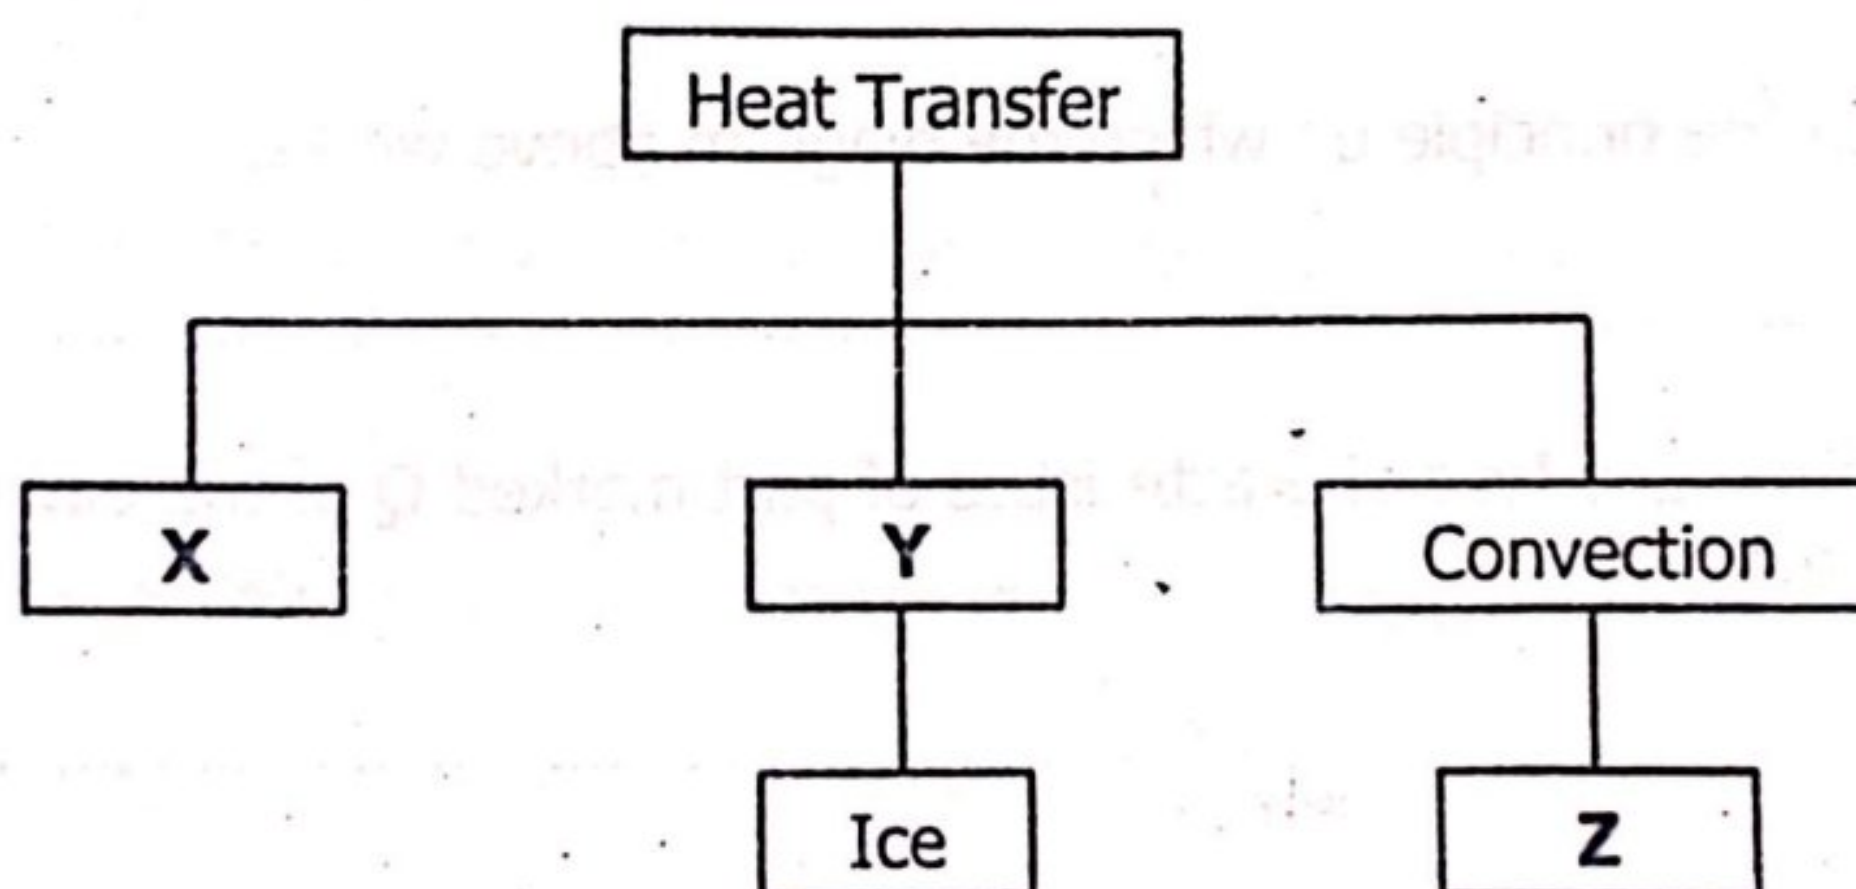 Heat Transfer
X
Y
Convection
Ice
Z